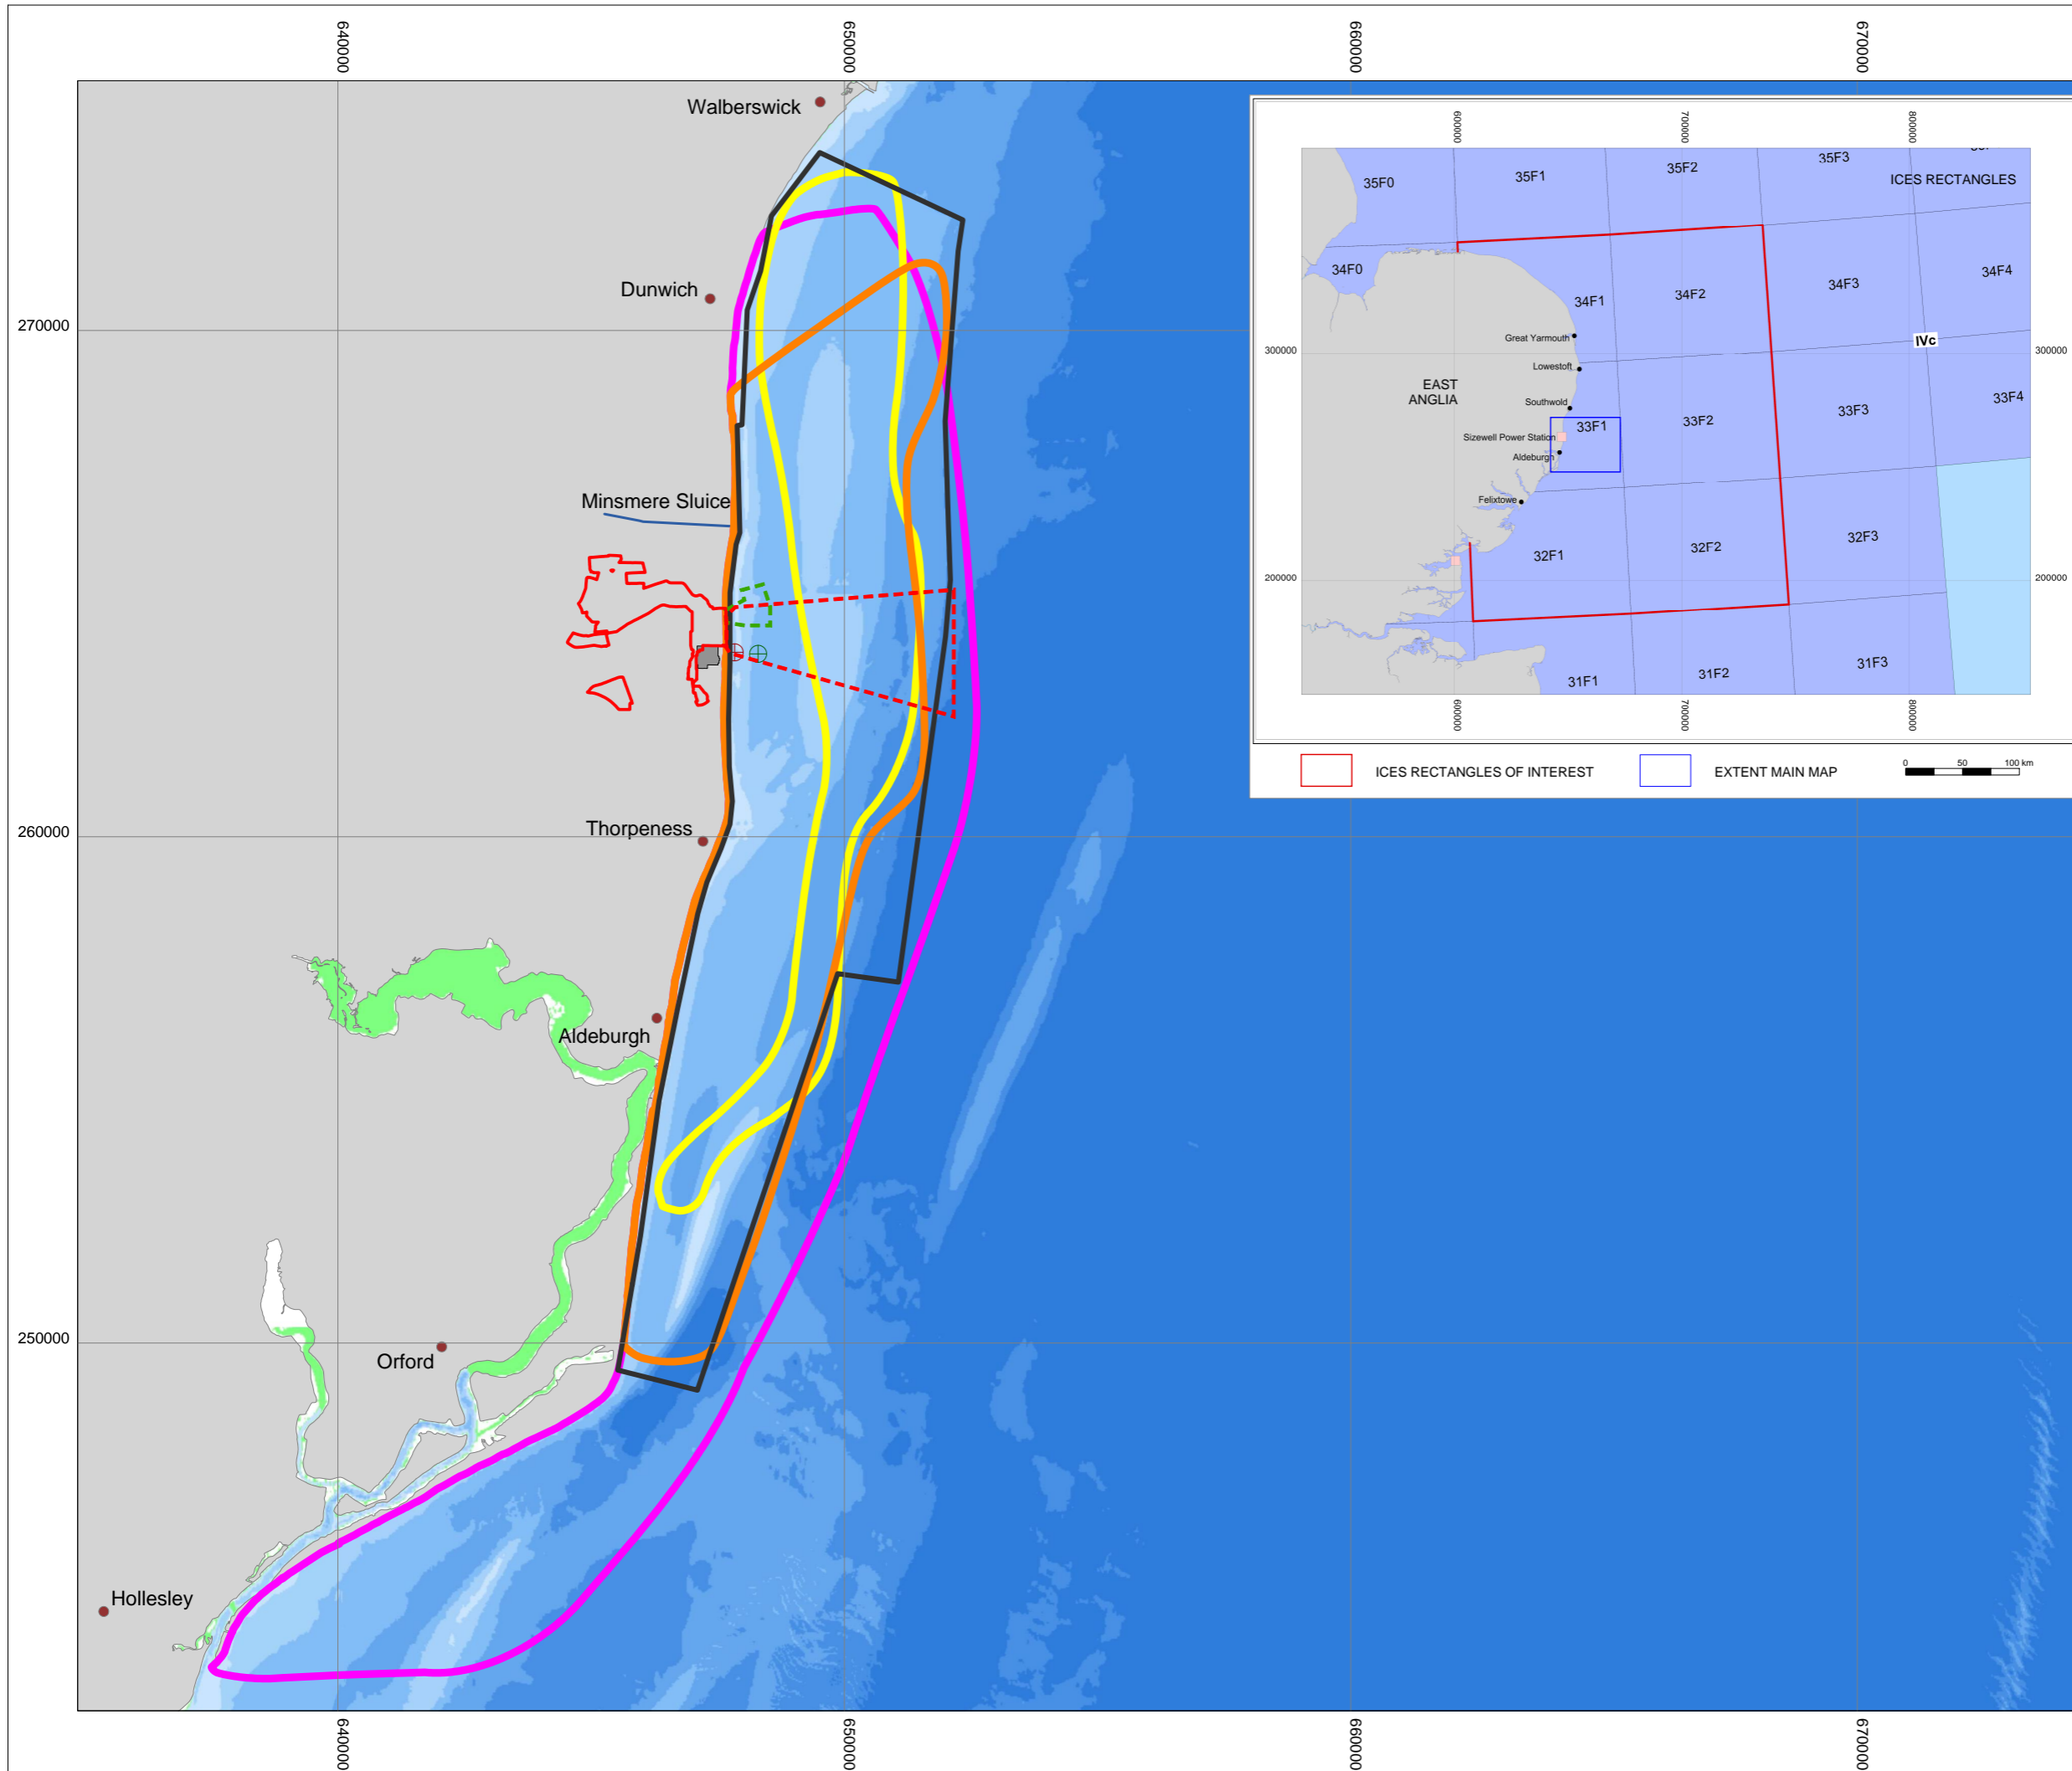 640000
650000
660000
670000
Walberswick
Dunwich
270000
Minsmere Sluice
Thorpeness
260000
Aldeburgh
250000
Orford
Hollesley
640000
650000
660000
670000
600000
700000
800000
35F0
35F1
35F2
35F3
ICES RECTANGLES
34F0
34F1
34F2
34F3
34F4
Great Yarmouth
300000
IVc
300000
Lowestoft
EAST
ANGLIA
Southwold
33F1
33F2
33F3
33F4
Sizewell Power Station
Aldeburgh
Felixtowe
32F1
32F2
32F3
200000
200000
31F1
31F2
31F3
600000
700000
800000
ICES RECTANGLES OF INTEREST
EXTENT MAIN MAP
0 50 100 km